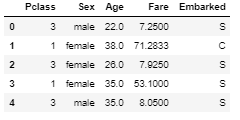 Pclass Sex Age Fare Embarked
0 3 male 22.0 7.2500 S
1 1 female 38.0 71.2833 C
2 3 female 26.0 7.9250 S
3 1 female 35.0 53.1000 S
4 3 male 35.0 8.0500 S